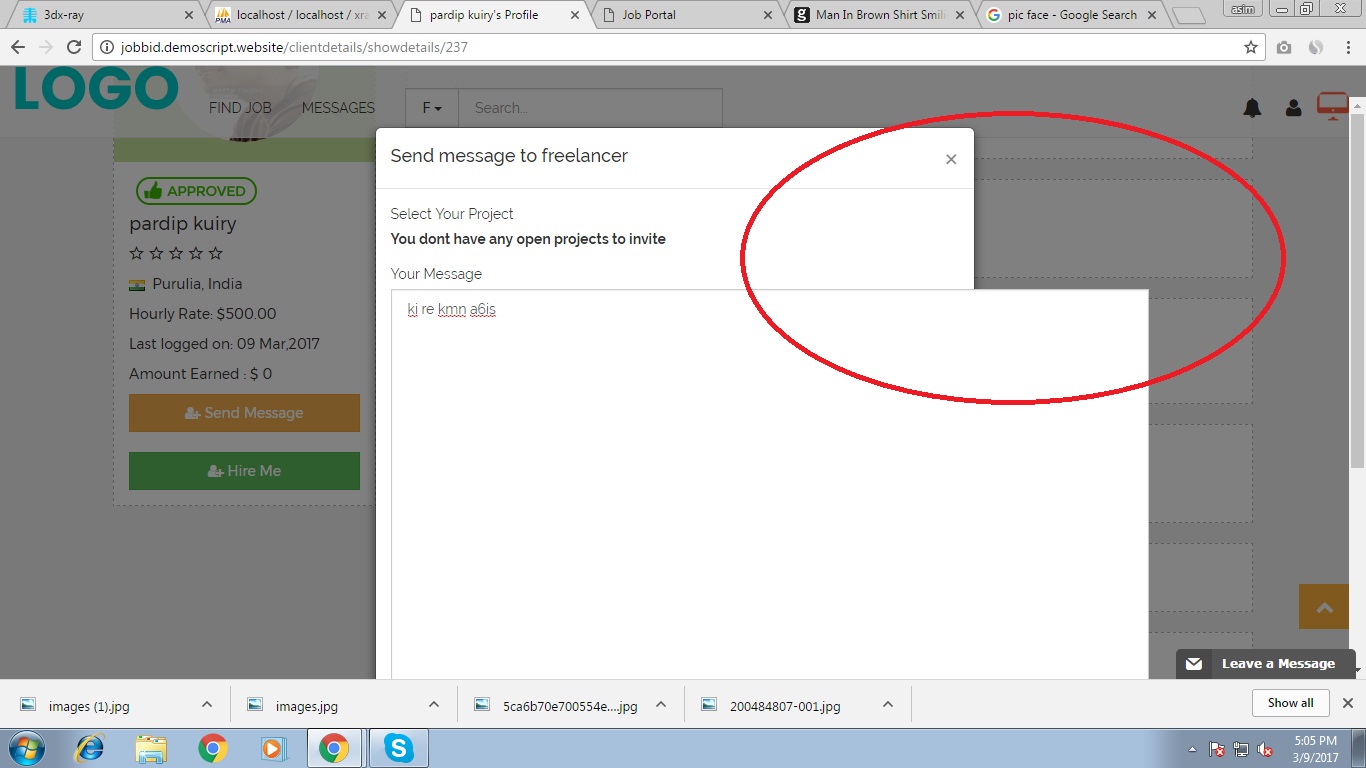 3dx-ray
localhost / localhost / xra
pardip kuiry's Profile
Job Portal
Man In Brown Shirt Smili
pic face - Google Search
asim
jobbid.demoscript.website/clientdetails/showdetails/237
LOGO
FIND JOB
MESSAGES
F
Search...
Send message to freelancer
×
APPROVED
pardip kuiry
Purulia, India
Hourly Rate: $500.00
Last logged on: 09 Mar,2017
Amount Earned : $ 0
Send Message
Hire Me
Select Your Project
You dont have any open projects to invite
Your Message
ki re kmn a6is
Leave a Message
images (1).jpg
images.jpg
5ca6b70e700554e....jpg
200484807-001.jpg
Show all
5:05 PM
3/9/2017